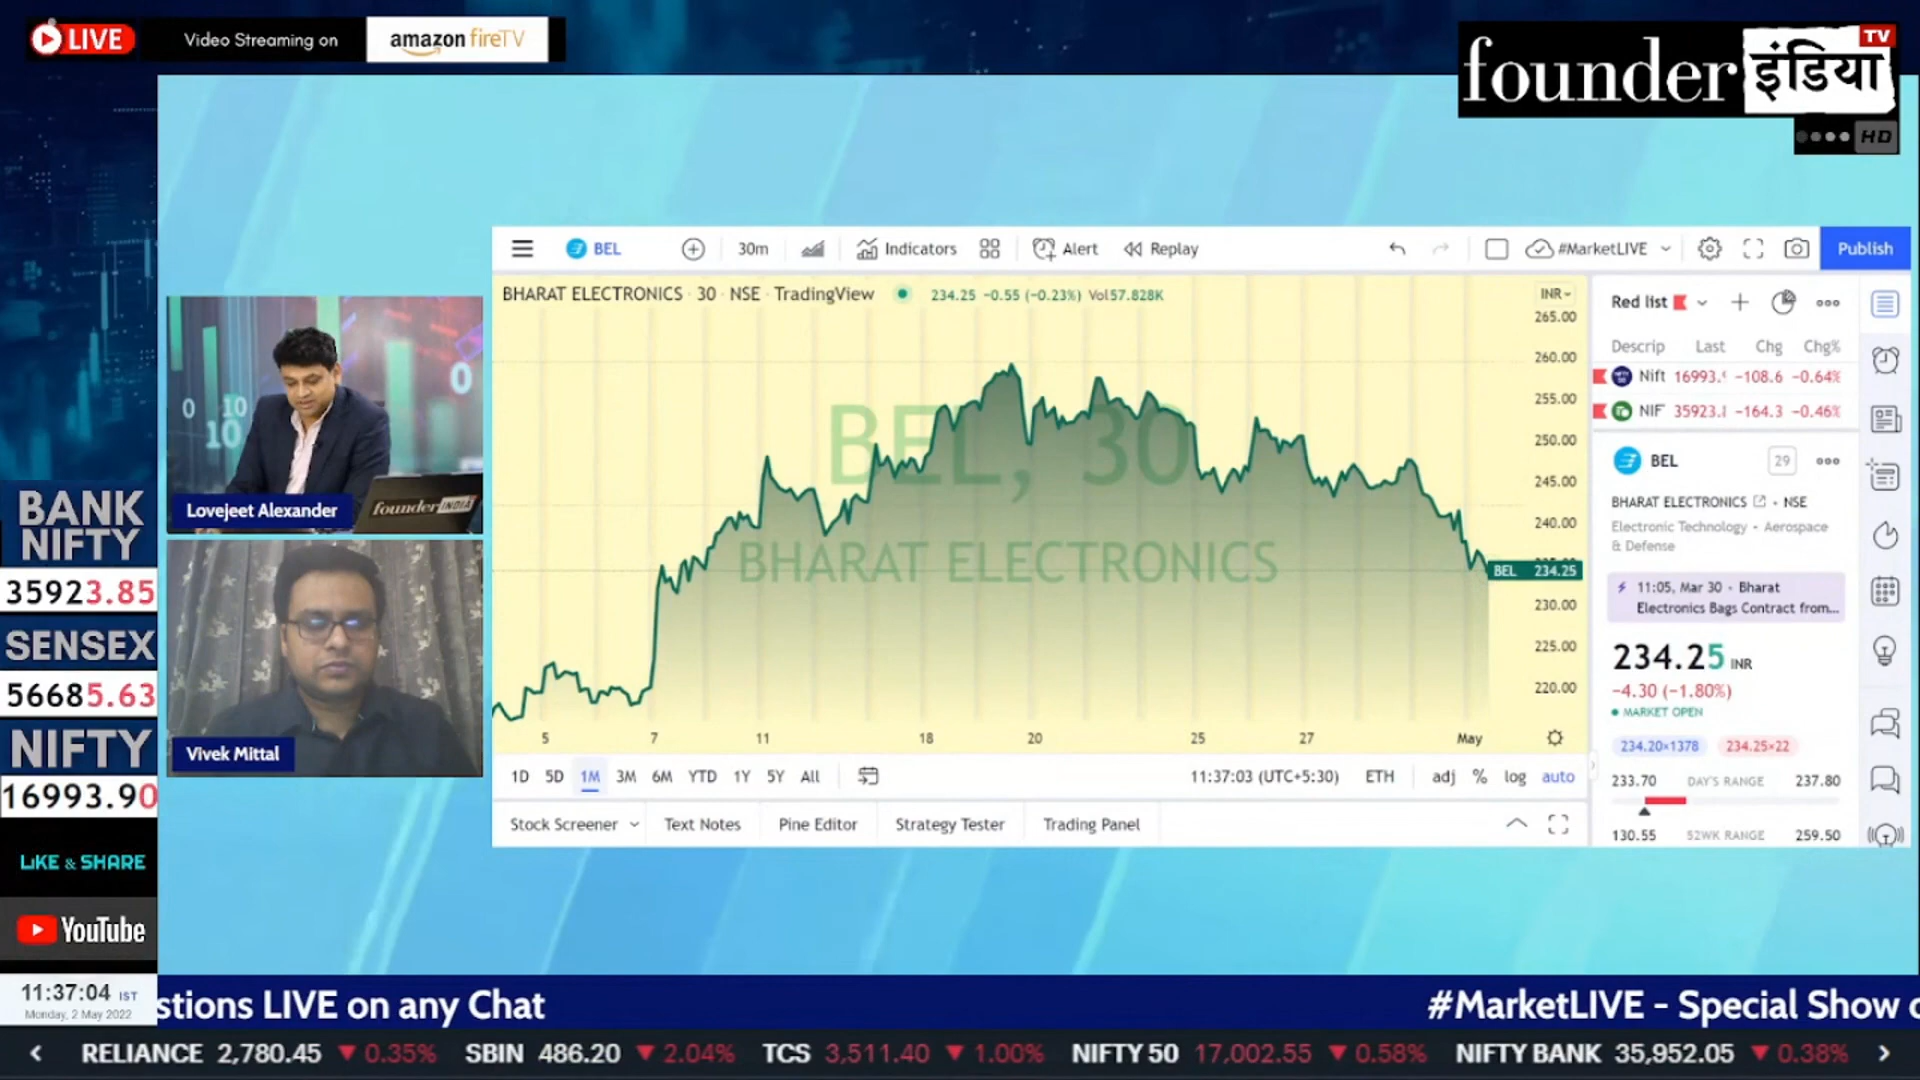 LIVE
Video Streaming on
amazon fireTV
founder इंडिया TV
HD
BEL
30m
Indicators
Alert
Replay
#MarketLIVE
Publish
BHARAT ELECTRONICS · 30 · NSE · TradingView
234.25 −0.55 (−0.23%) Vol57.828K
INR
265.00
260.00
255.00
250.00
245.00
240.00
BEL 234.25
230.00
225.00
220.00
BEL, 30
BHARAT ELECTRONICS
5 7 11 18 20 25 27 May
1D 5D 1M 3M 6M YTD 1Y 5Y All
11:37:03 (UTC+5:30) ETH adj % log auto
Stock Screener Text Notes Pine Editor Strategy Tester Trading Panel
Red list
Descrip Last Chg Chg%
Nift 16993. −108.6 −0.64%
NIF 35923. −164.3 −0.46%
BEL
29
BHARAT ELECTRONICS · NSE
Electronic Technology · Aerospace
& Defense
11:05, Mar 30 · Bharat
Electronics Bags Contract from...
234.25 INR
−4.30 (−1.80%)
MARKET OPEN
234.20×1378 234.25×22
233.70 DAY'S RANGE 237.80
130.55 52WK RANGE 259.50
0 10
10
0
Lovejeet Alexander
founder INDIA
Vivek Mittal
BANK
NIFTY
35923.85
SENSEX
56685.63
NIFTY
16993.90
LIKE & SHARE
YouTube
11:37:04 IST
Monday, 2 May 2022
stions LIVE on any Chat
#MarketLIVE - Special Show
RELIANCE 2,780.45 ▼ 0.35% SBIN 486.20 ▼ 2.04% TCS 3,511.40 ▼ 1.00% NIFTY 50 17,002.55 ▼ 0.58% NIFTY BANK 35,952.05 ▼ 0.38%